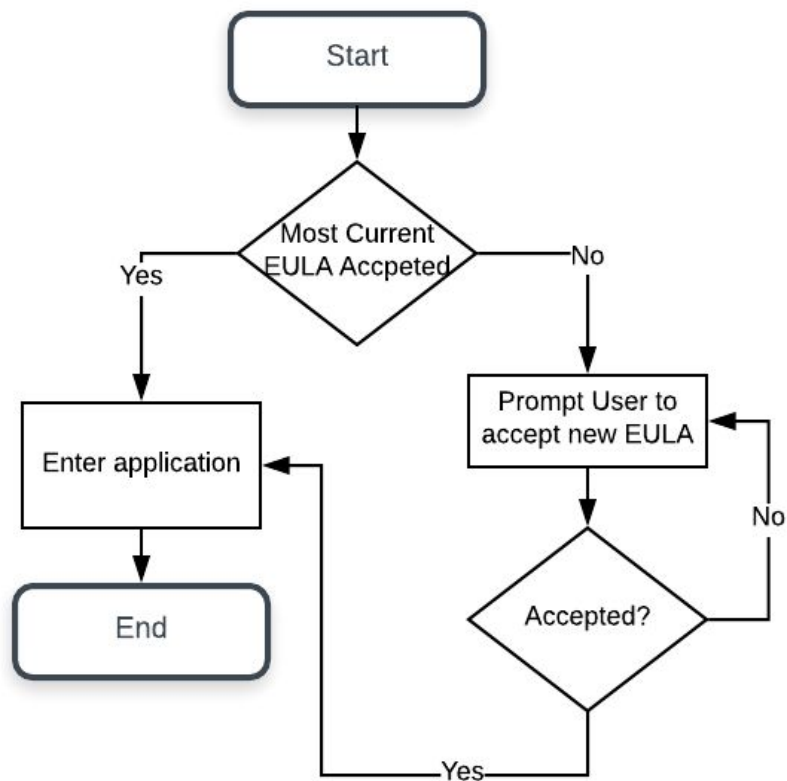 Start
Most Current
EULA Accpeted
Yes
No
Prompt User to
accept new EULA
Enter application
No
Accepted?
End
Yes